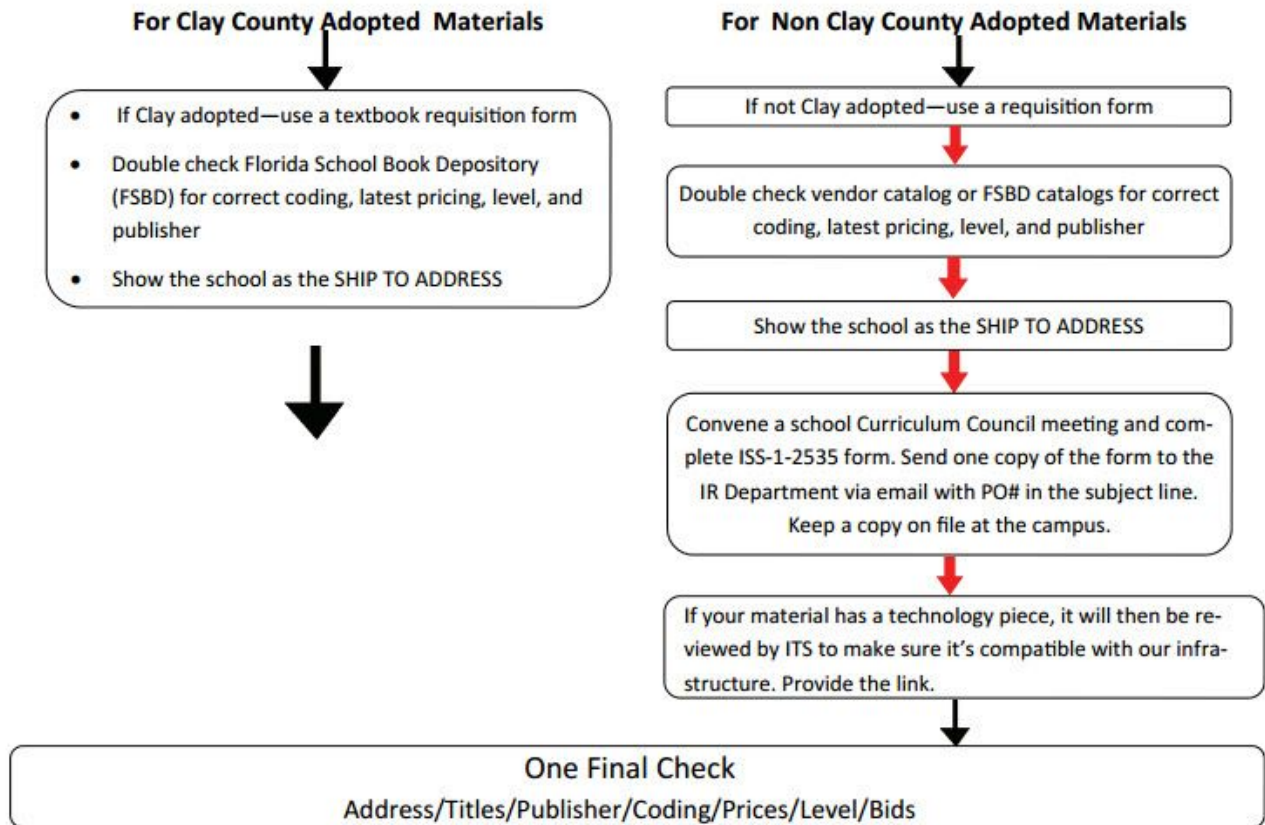 For Clay County Adopted Materials
• If Clay adopted—use a textbook requisition form
• Double check Florida School Book Depository
(FSBD) for correct coding, latest pricing, level, and
publisher
• Show the school as the SHIP TO ADDRESS
For Non Clay County Adopted Materials
If not Clay adopted—use a requisition form
Double check vendor catalog or FSBD catalogs for correct
coding, latest pricing, level, and publisher
Show the school as the SHIP TO ADDRESS
Convene a school Curriculum Council meeting and com-
plete ISS-1-2535 form. Send one copy of the form to the
IR Department via email with PO# in the subject line.
Keep a copy on file at the campus.
If your material has a technology piece, it will then be re-
viewed by ITS to make sure it's compatible with our infra-
structure. Provide the link.
One Final Check
Address/Titles/Publisher/Coding/Prices/Level/Bids